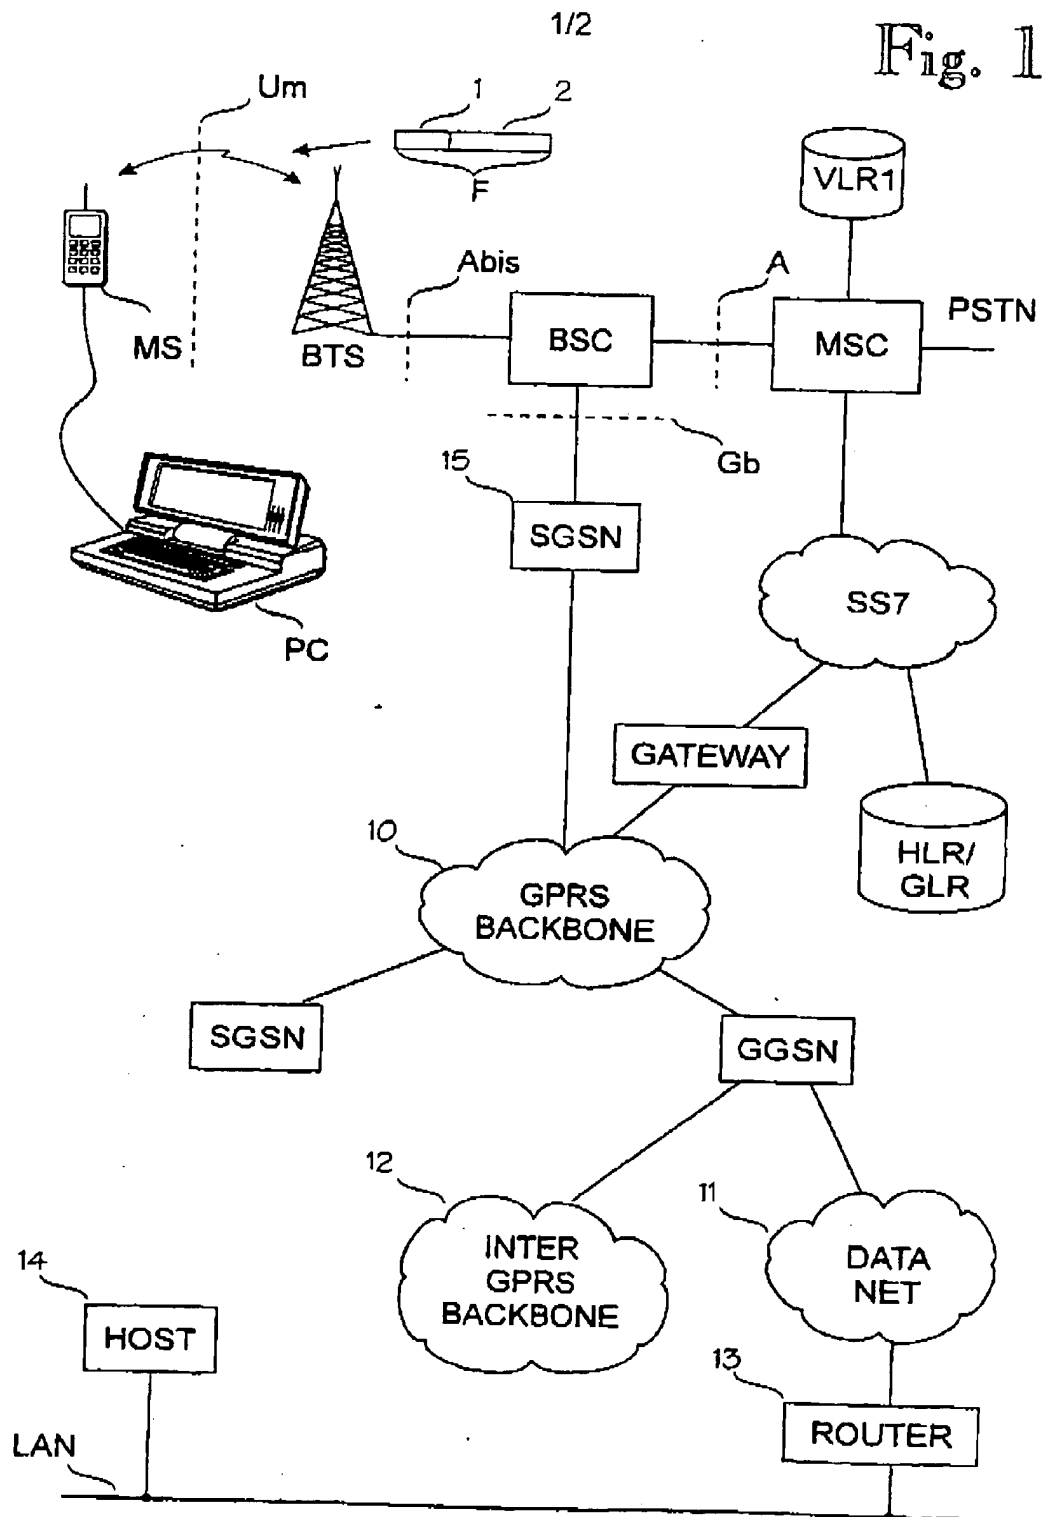 1/2
Fig. 1
Um
1
2
F
VLR1
Abis
A
PSTN
MS
BTS
BSC
MSC
Gb
15
SGSN
SS7
PC
GATEWAY
10
HLR/
GLR
GPRS
BACKBONE
SGSN
GGSN
12
11
INTER
GPRS
BACKBONE
DATA
NET
14
HOST
13
ROUTER
LAN